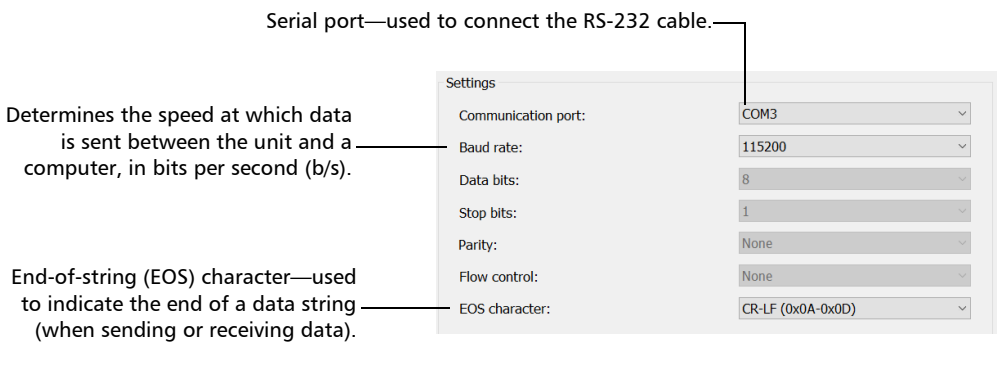 Serial port—used to connect the RS-232 cable.
Settings
Determines the speed at which data
is sent between the unit and a
computer, in bits per second (b/s).
Communication port: COM3
Baud rate: 115200
Data bits: 8
Stop bits: 1
Parity: None
Flow control: None
EOS character: CR-LF (0x0A-0x0D)
End-of-string (EOS) character—used
to indicate the end of a data string
(when sending or receiving data).